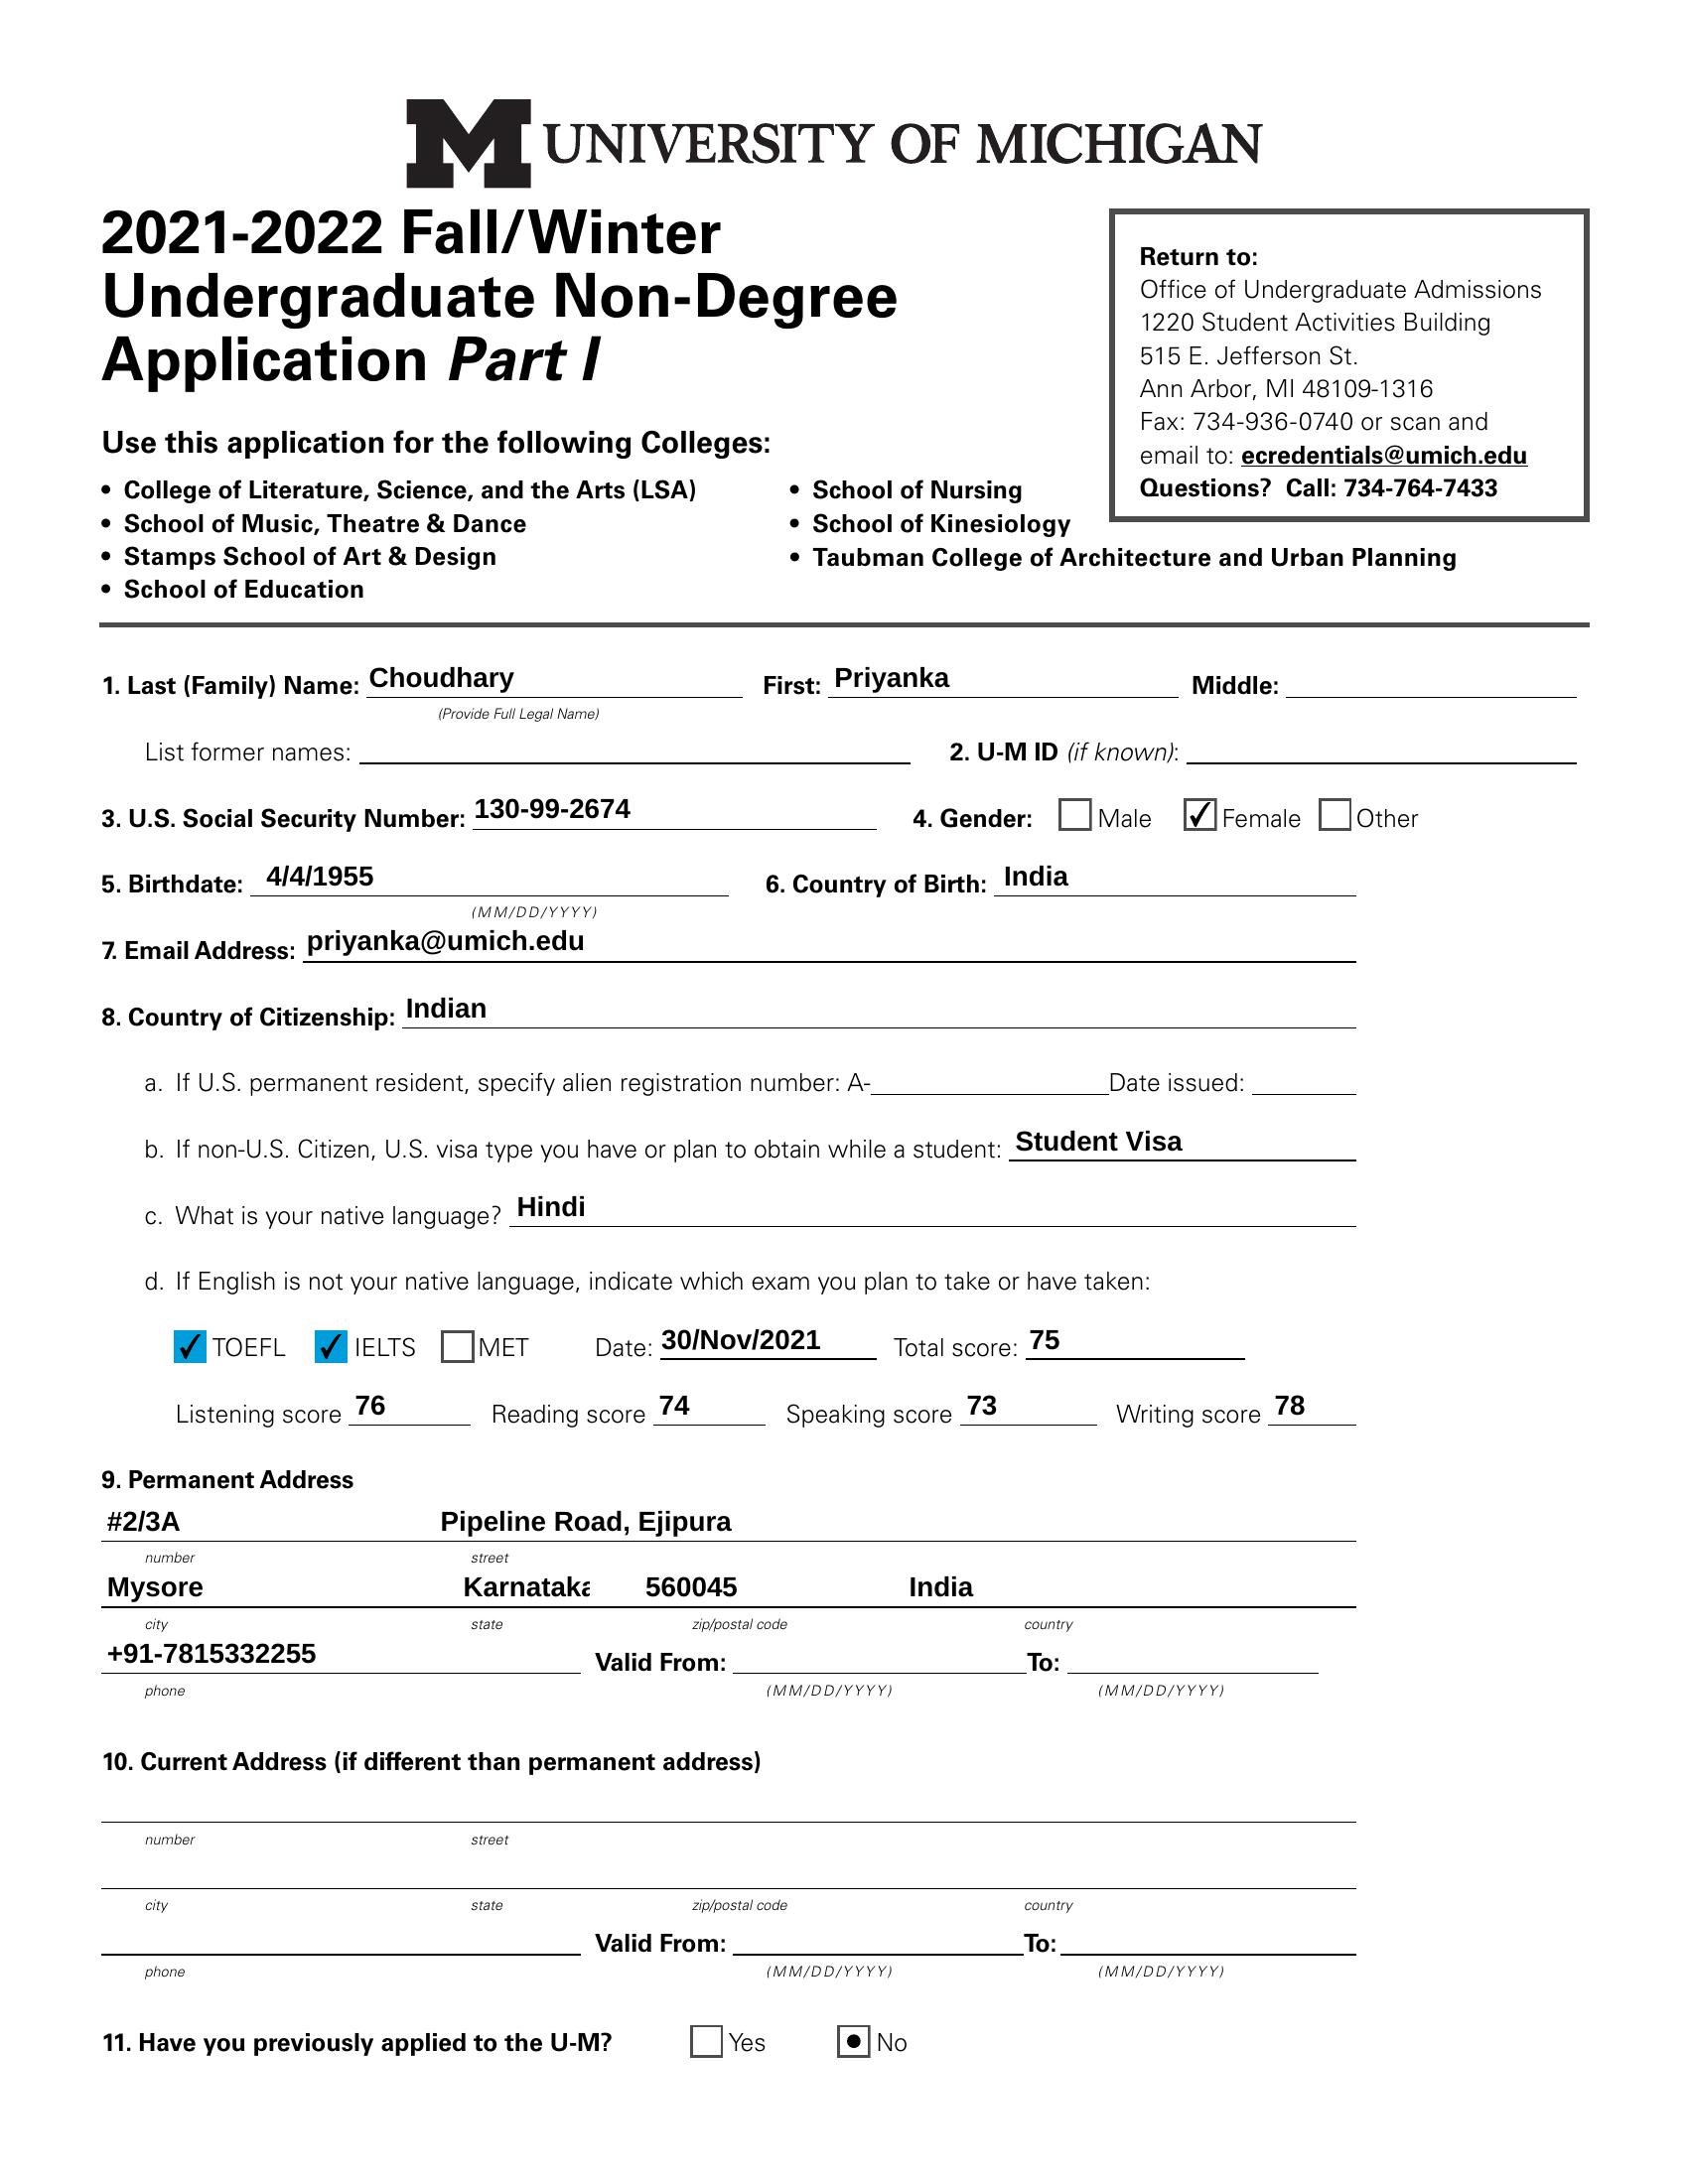 M UNIVERSITY OF MICHIGAN
2021-2022 Fall/Winter
Undergraduate Non-Degree
Application Part I
Return to:
Office of Undergraduate Admissions
1220 Student Activities Building
515 E. Jefferson St.
Ann Arbor, MI 48109-1316
Fax: 734-936-0740 or scan and
email to: ecredentials@umich.edu
Questions? Call: 734-764-7433
Use this application for the following Colleges:
• College of Literature, Science, and the Arts (LSA)
• School of Music, Theatre & Dance
• Stamps School of Art & Design
• School of Education
• School of Nursing
• School of Kinesiology
• Taubman College of Architecture and Urban Planning
1. Last (Family) Name: Choudhary First: Priyanka Middle:
(Provide Full Legal Name)
List former names: 2. U-M ID (if known):
3. U.S. Social Security Number: 130-99-2674 4. Gender: Male ✓ Female Other
5. Birthdate: 4/4/1955 6. Country of Birth: India
(MM/DD/YYYY)
7. Email Address: priyanka@umich.edu
8. Country of Citizenship: Indian
a. If U.S. permanent resident, specify alien registration number: A- Date issued:
b. If non-U.S. Citizen, U.S. visa type you have or plan to obtain while a student: Student Visa
c. What is your native language? Hindi
d. If English is not your native language, indicate which exam you plan to take or have taken:
✓ TOEFL ✓ IELTS MET Date: 30/Nov/2021 Total score: 75
Listening score 76 Reading score 74 Speaking score 73 Writing score 78
9. Permanent Address
#2/3A Pipeline Road, Ejipura
number street
Mysore Karnataka 560045 India
city state zip/postal code country
+91-7815332255 Valid From: To:
phone (MM/DD/YYYY) (MM/DD/YYYY)
10. Current Address (if different than permanent address)
number street
city state zip/postal code country
Valid From: To:
phone (MM/DD/YYYY) (MM/DD/YYYY)
11. Have you previously applied to the U-M? Yes No